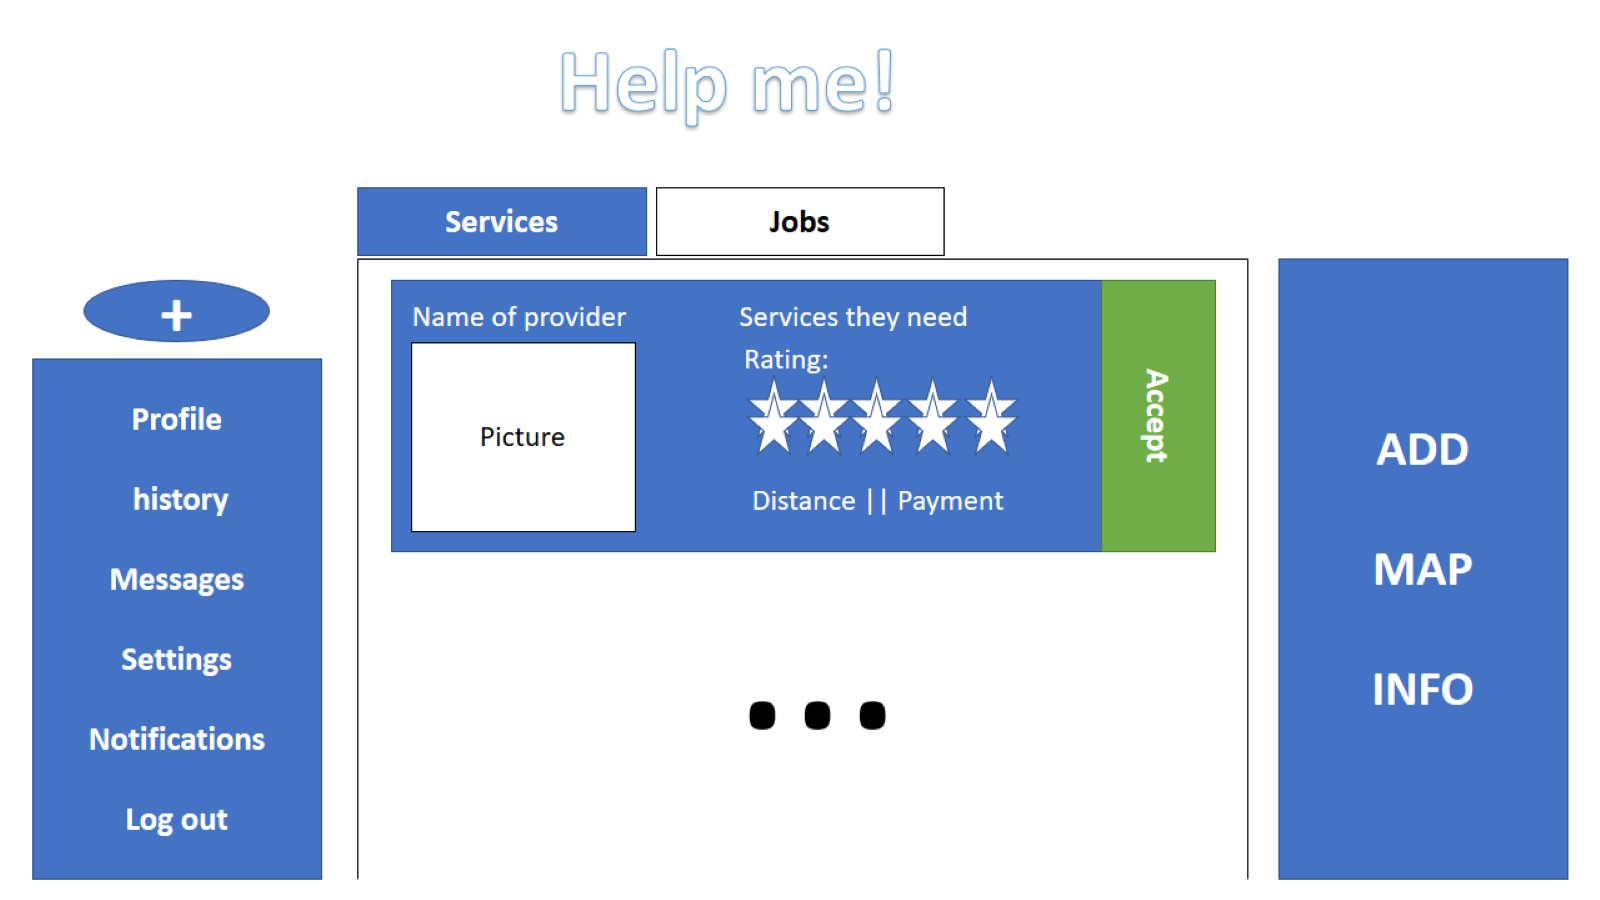 Help me!
Services
Jobs
+
Profile
history
Messages
Settings
Notifications
Log out
Name of provider
Picture
Services they need
Rating:
Distance || Payment
Accept
...
ADD
MAP
INFO